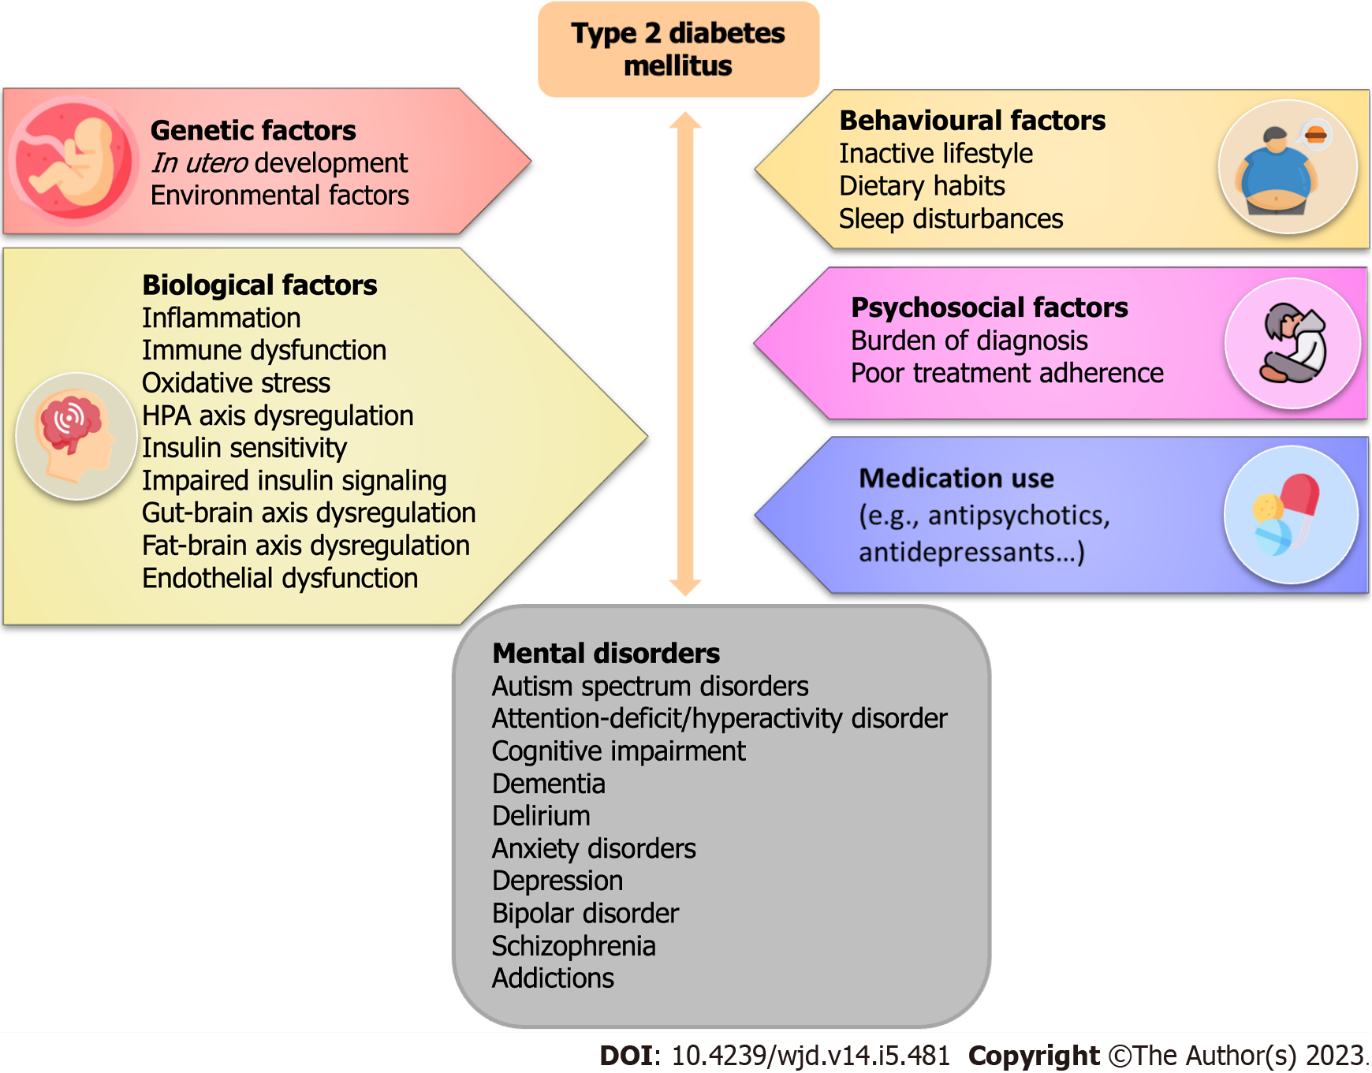 Type 2 diabetes
mellitus
Genetic factors
In utero development
Environmental factors
Biological factors
Inflammation
Immune dysfunction
Oxidative stress
HPA axis dysregulation
Insulin sensitivity
Impaired insulin signaling
Gut-brain axis dysregulation
Fat-brain axis dysregulation
Endothelial dysfunction
Behavioural factors
Inactive lifestyle
Dietary habits
Sleep disturbances
Psychosocial factors
Burden of diagnosis
Poor treatment adherence
Medication use
(e.g., antipsychotics,
antidepressants...)
Mental disorders
Autism spectrum disorders
Attention-deficit/hyperactivity disorder
Cognitive impairment
Dementia
Delirium
Anxiety disorders
Depression
Bipolar disorder
Schizophrenia
Addictions
DOI: 10.4239/wjd.v14.i5.481 Copyright ©The Author(s) 2023.